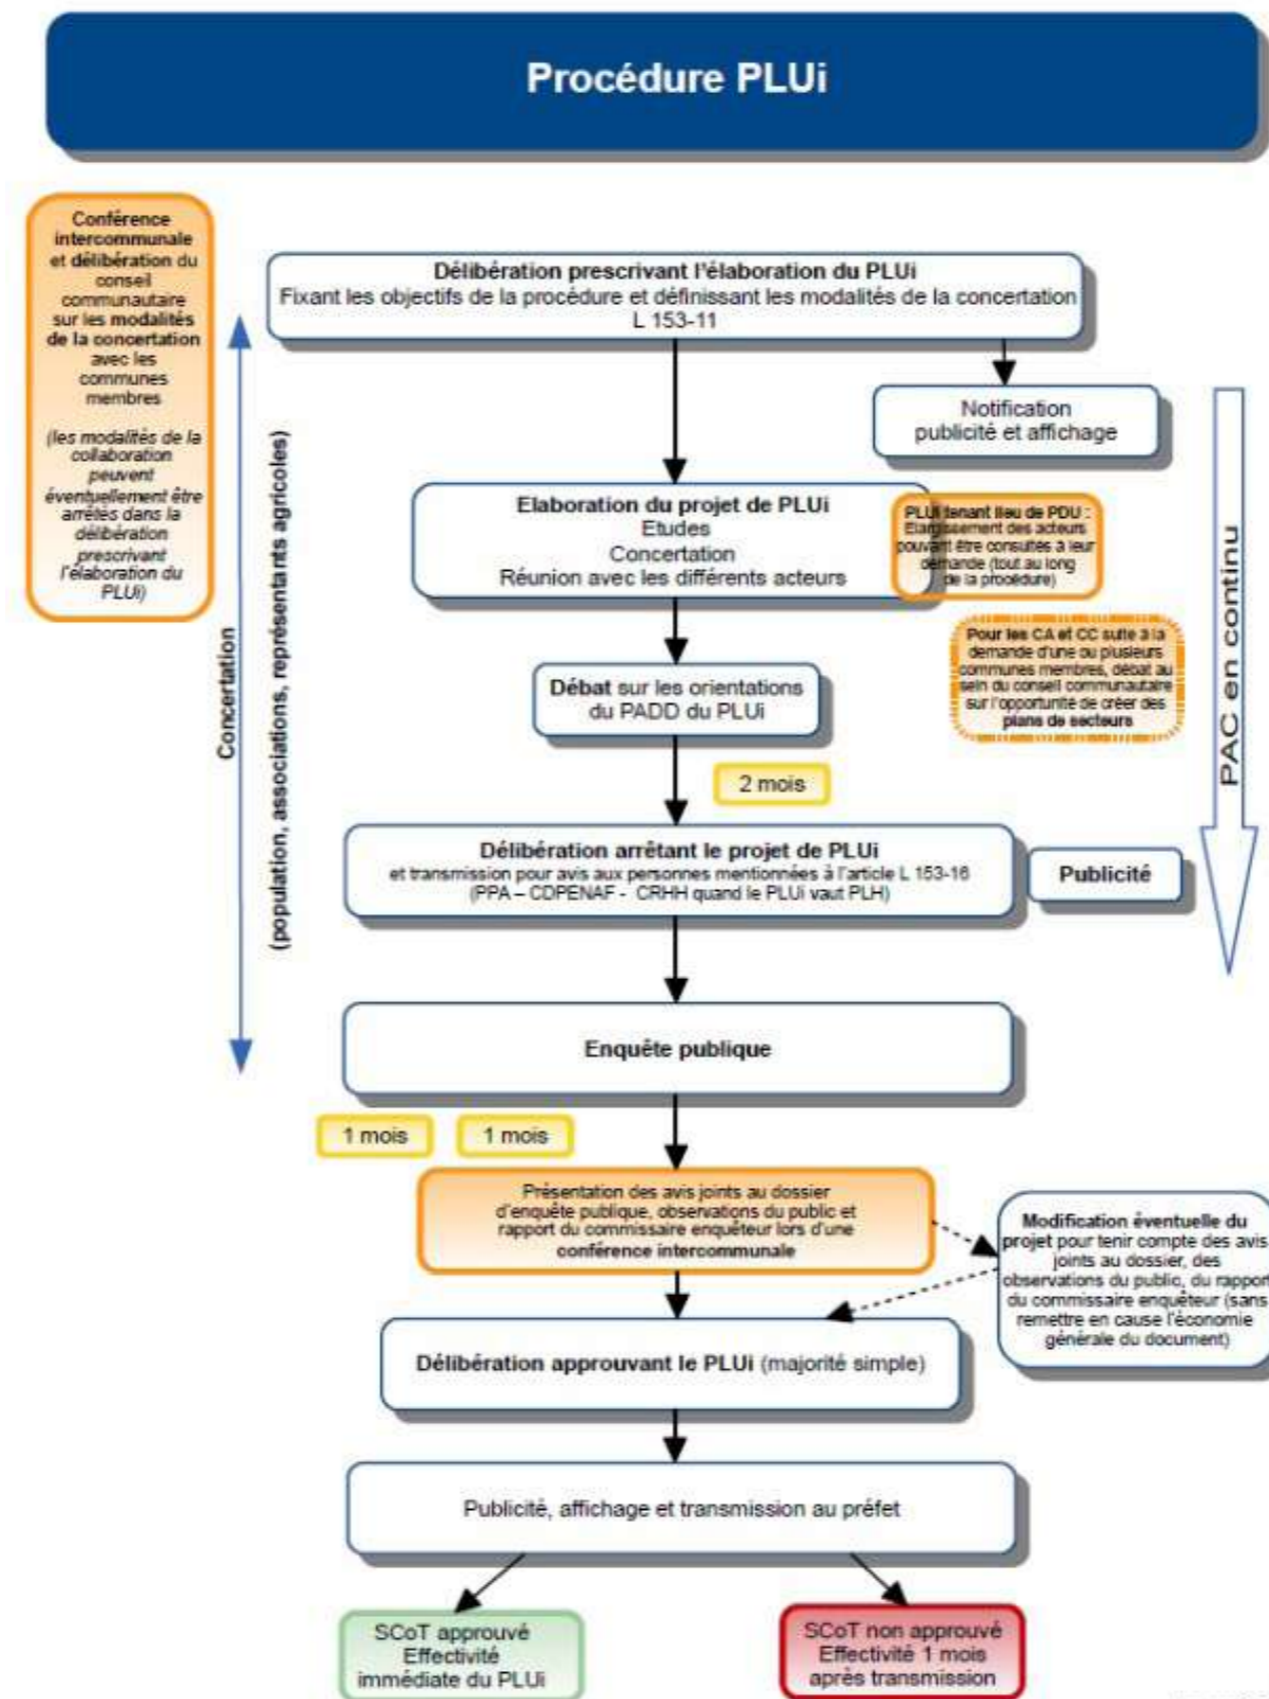 Procédure PLUi
Conférence
intercommunale
et délibération du
conseil
communautaire
sur les modalités
de la concertation
avec les
communes
membres
(les modalités de la
collaboration
peuvent
éventuellement être
arrêtés dans la
délibération
prescrivant
l'élaboration du
PLUi)
Délibération prescrivant l'élaboration du PLUi
Fixant les objectifs de la procédure et définissant les modalités de la concertation
L 153-11
Notification
publicité et affichage
Concertation
(population, associations, représentants agricoles)
Elaboration du projet de PLUi
Etudes
Concertation
Réunion avec les différents acteurs
PLUi tenant lieu de PDU :
Elargissement des acteurs
pouvant être consultés à leur
demande (tout au long
de la procédure)
Pour les CA et CC suite à la
demande d'une ou plusieurs
communes membres, débat au
sein du conseil communautaire
sur l'opportunité de créer des
plans de secteurs
PAC en continu
Débat sur les orientations
du PADD du PLUi
2 mois
Délibération arrêtant le projet de PLUi
et transmission pour avis aux personnes mentionnées à l'article L 153-16
(PPA – CDPENAF - CRHH quand le PLUi vaut PLH)
Publicité
Enquête publique
1 mois
1 mois
Présentation des avis joints au dossier
d'enquête publique, observations du public et
rapport du commissaire enquêteur lors d'une
conférence intercommunale
Modification éventuelle du
projet pour tenir compte des avis
joints au dossier, des
observations du public, du rapport
du commissaire enquêteur (sans
remettre en cause l'économie
générale du document)
Délibération approuvant le PLUi (majorité simple)
Publicité, affichage et transmission au préfet
SCoT approuvé
Effectivité
immédiate du PLUi
SCoT non approuvé
Effectivité 1 mois
après transmission